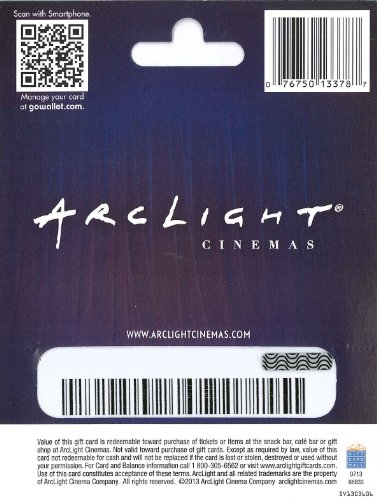 Scan with Smartphone.
Manage your card
at gowallet.com.
0 76750 13378 7
ARCLIGHT®
CINEMAS
WWW.ARCLIGHTCINEMAS.COM
Value of this gift card is redeemable toward purchase of tickets or items at the snack bar, café bar or gift
shop at ArcLight Cinemas. Not valid toward purchase of gift cards. Except as required by law, value of this
card not redeemable for cash and will not be replaced if the card is lost or stolen, destroyed or used without
your permission. For Card and Balance information call 1 800-305-6562 or visit www.arclightgiftcards.com.
Use of this card constitutes acceptance of these terms. ArcLight and all related trademarks are the property
of ArcLight Cinema Company. All rights reserved. ©2013 ArcLight Cinema Company arclightcinemas.com
GIFT
CARD
MALL
0713
SV1303LOL